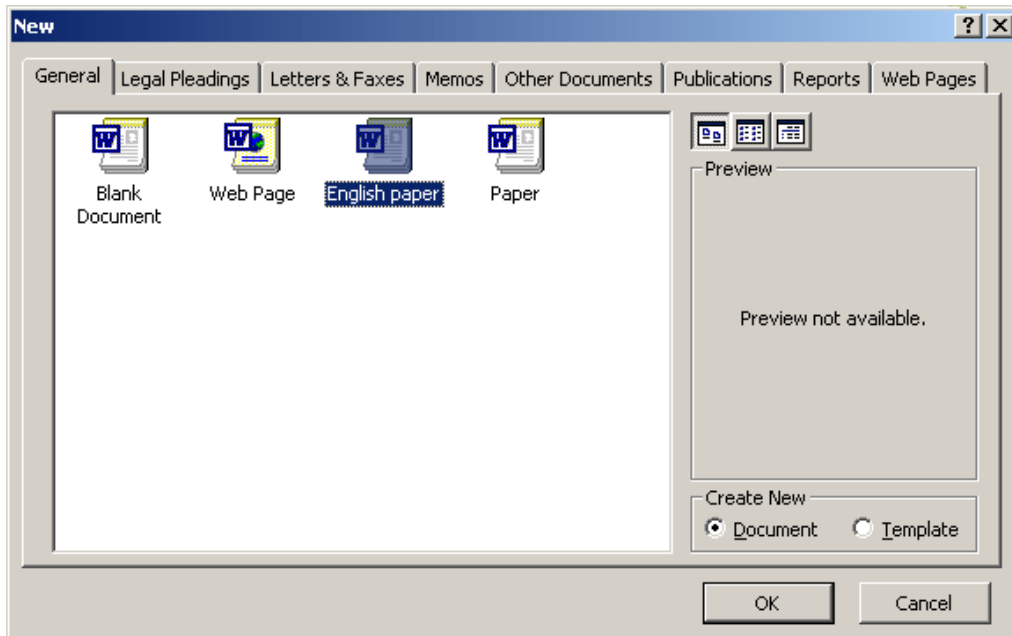 New
General Legal Pleadings Letters & Faxes Memos Other Documents Publications Reports Web Pages
Blank Document
Web Page
English paper
Paper
Preview
Preview not available.
Create New
Document Template
OK Cancel